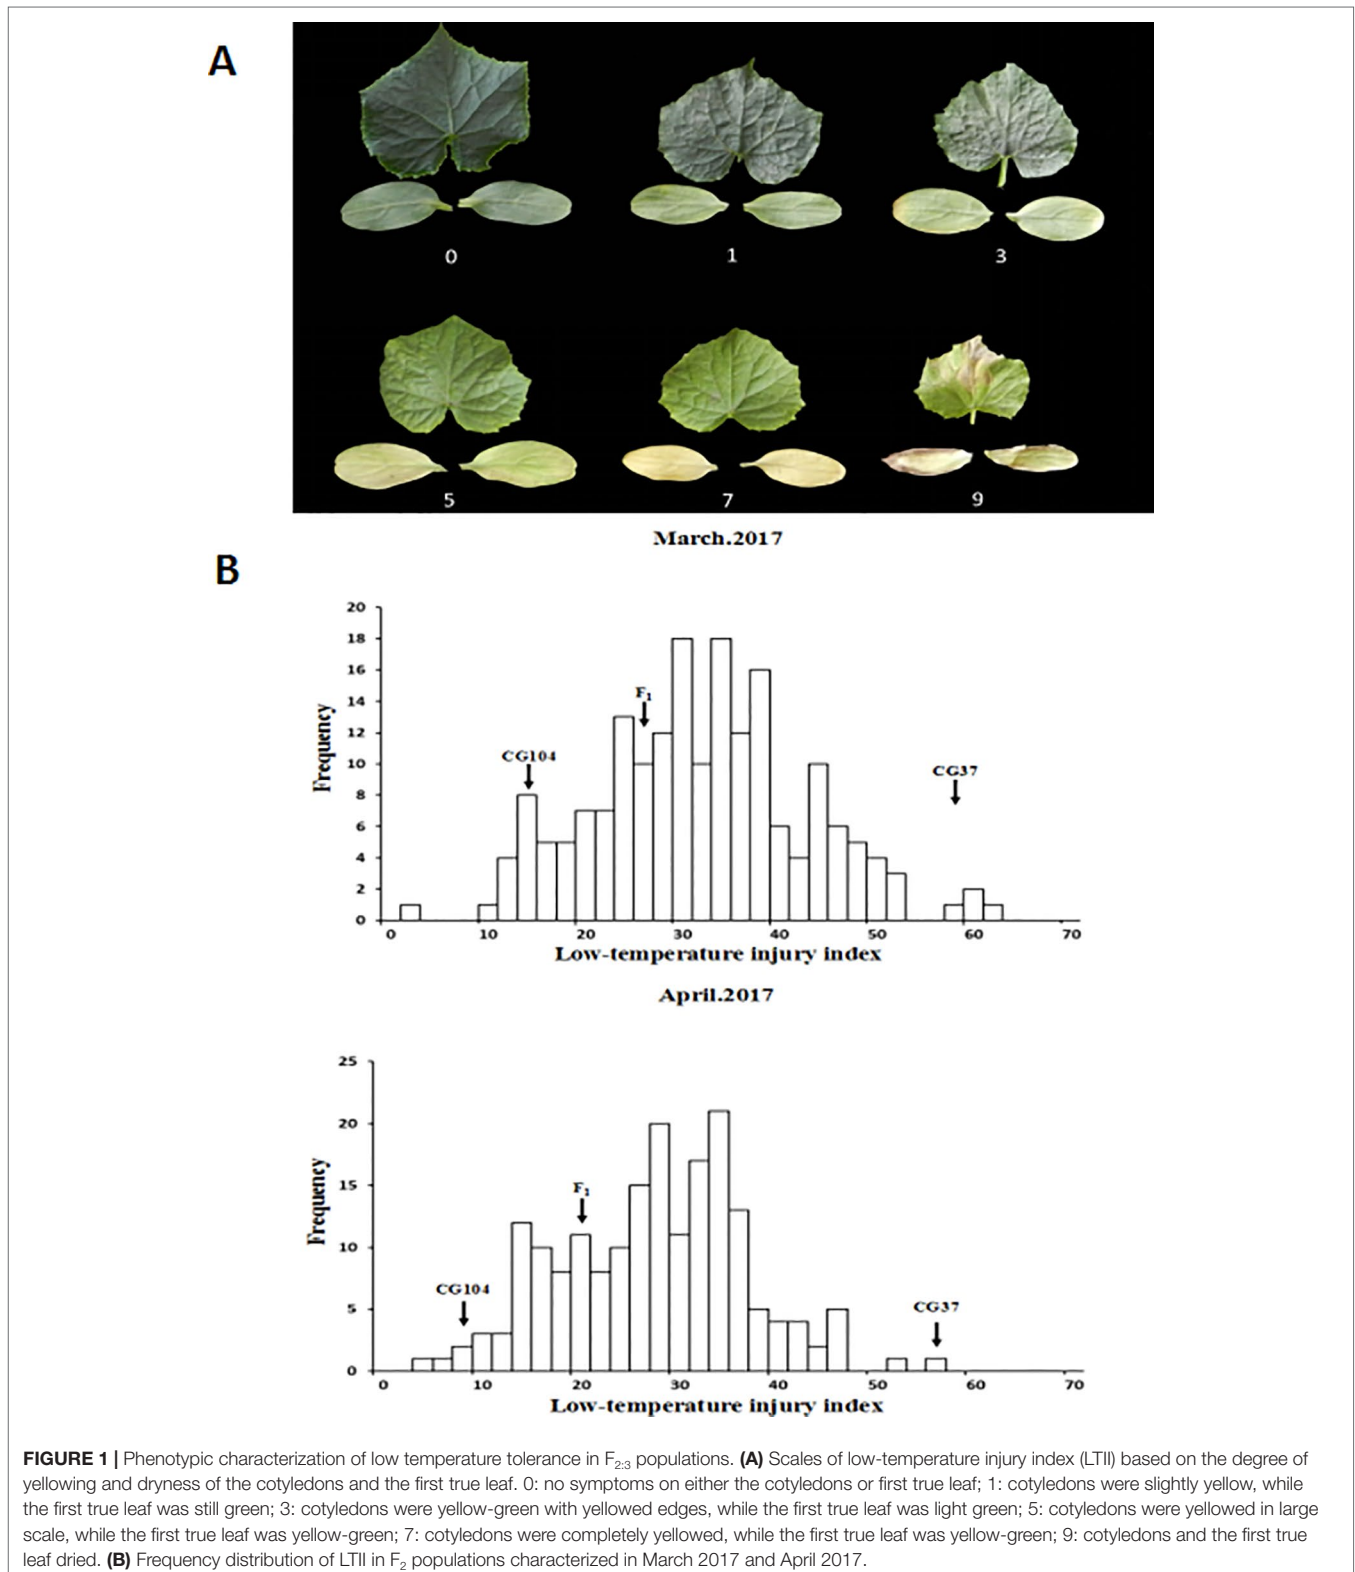 A
0 1 3
5 7 9
B
March.2017
20
18
16
14
12
10
8
6
4
2
0
Frequency
CG104
F₁
CG37
0 10 20 30 40 50 60 70
Low-temperature injury index
April.2017
25
20
15
10
5
0
Frequency
CG104
F₁
CG37
0 10 20 30 40 50 60 70
Low-temperature injury index
FIGURE 1 | Phenotypic characterization of low temperature tolerance in F₂:₃ populations. (A) Scales of low-temperature injury index (LTII) based on the degree of
yellowing and dryness of the cotyledons and the first true leaf. 0: no symptoms on either the cotyledons or first true leaf; 1: cotyledons were slightly yellow, while
the first true leaf was still green; 3: cotyledons were yellow-green with yellowed edges, while the first true leaf was light green; 5: cotyledons were yellowed in large
scale, while the first true leaf was yellow-green; 7: cotyledons were completely yellowed, while the first true leaf was yellow-green; 9: cotyledons and the first true
leaf dried. (B) Frequency distribution of LTII in F₂ populations characterized in March 2017 and April 2017.